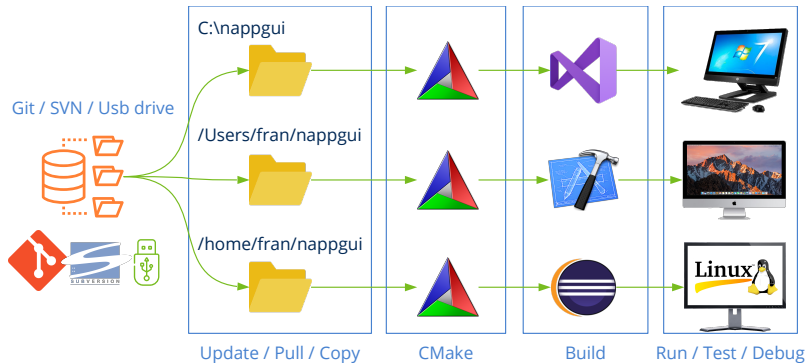 C:\nappgui
Git / SVN / Usb drive
/Users/fran/nappgui
/home/fran/nappgui
SUBVERSION
7
Linux
Update / Pull / Copy
CMake
Build
Run / Test / Debug